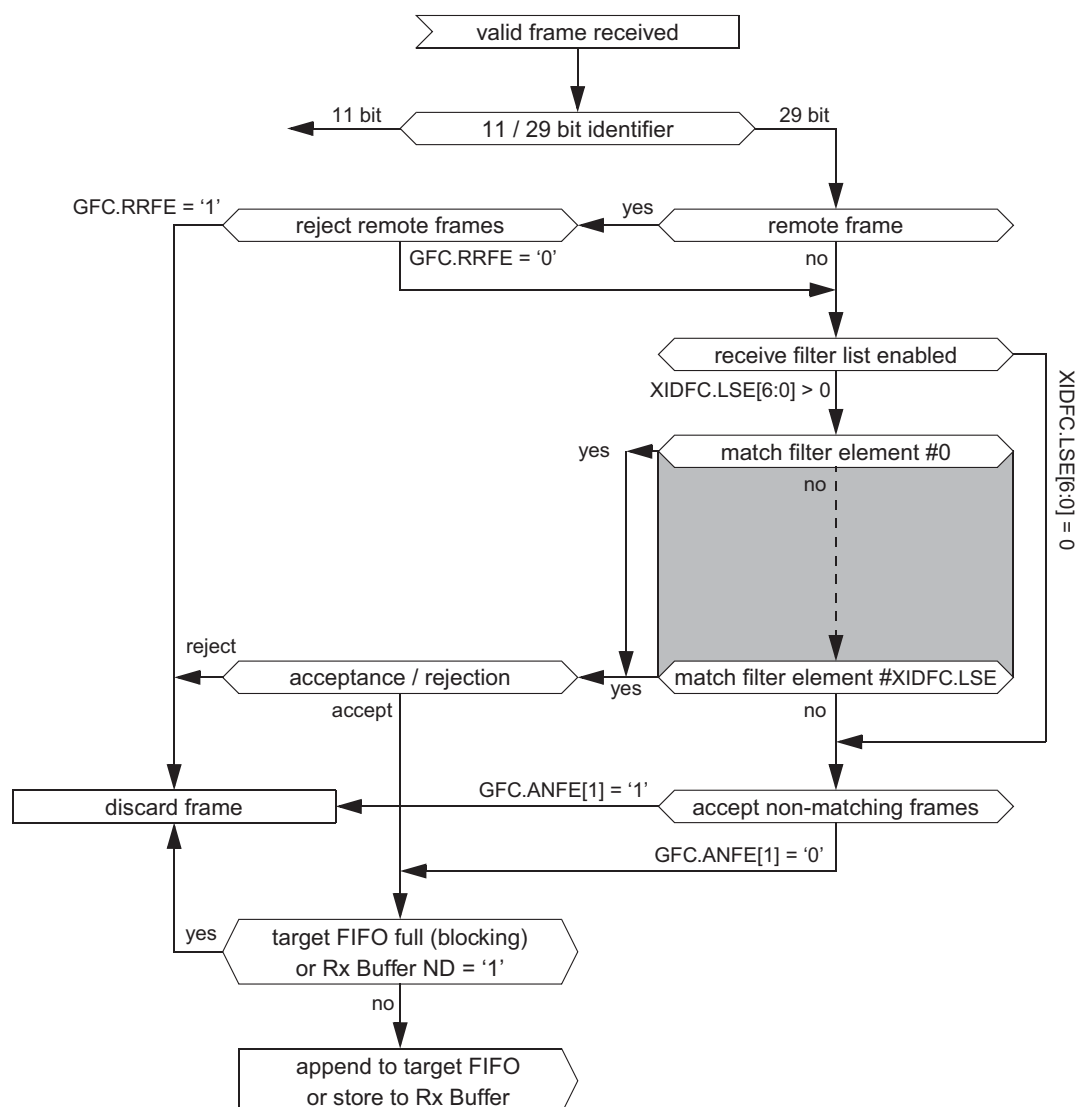 valid frame received
11 bit
11 / 29 bit identifier
29 bit
GFC.RRFE = ‘1’
reject remote frames
yes
remote frame
GFC.RRFE = ‘0’
no
receive filter list enabled
XIDFC.LSE[6:0] > 0
XIDFC.LSE[6:0] = 0
yes
match filter element #0
no
reject
acceptance / rejection
yes
match filter element #XIDFC.LSE
accept
no
discard frame
GFC.ANFE[1] = ‘1’
accept non-matching frames
GFC.ANFE[1] = ‘0’
yes
target FIFO full (blocking)
or Rx Buffer ND = ‘1’
no
append to target FIFO
or store to Rx Buffer